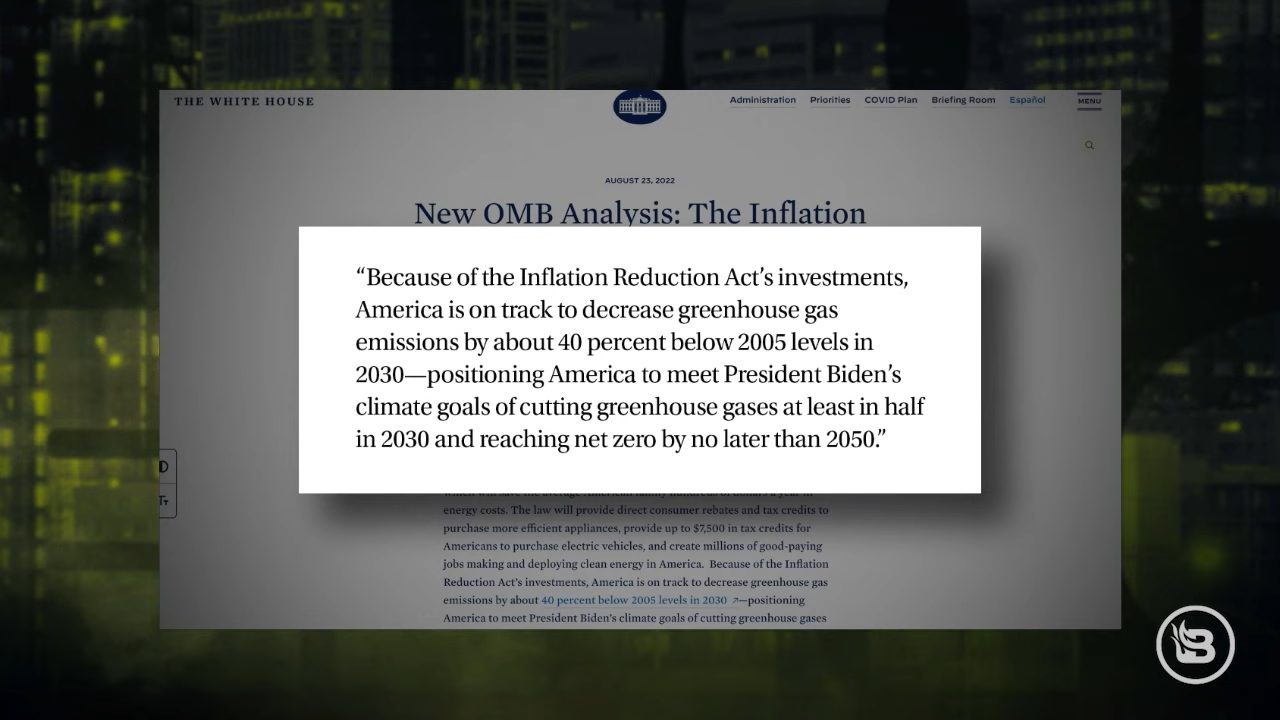 THE WHITE HOUSE
Administration Priorities COVID Plan Briefing Room Español MENU
AUGUST 23, 2022
New OMB Analysis: The Inflation
“Because of the Inflation Reduction Act’s investments,
America is on track to decrease greenhouse gas
emissions by about 40 percent below 2005 levels in
2030—positioning America to meet President Biden’s
climate goals of cutting greenhouse gases at least in half
in 2030 and reaching net zero by no later than 2050.”
energy costs. The law will provide direct consumer rebates and tax credits to
purchase more efficient appliances, provide up to $7,500 in tax credits for
Americans to purchase electric vehicles, and create millions of good-paying
jobs making and deploying clean energy in America. Because of the Inflation
Reduction Act’s investments, America is on track to decrease greenhouse gas
emissions by about 40 percent below 2005 levels in 2030 ↗—positioning
America to meet President Biden’s climate goals of cutting greenhouse gases
Tт
B